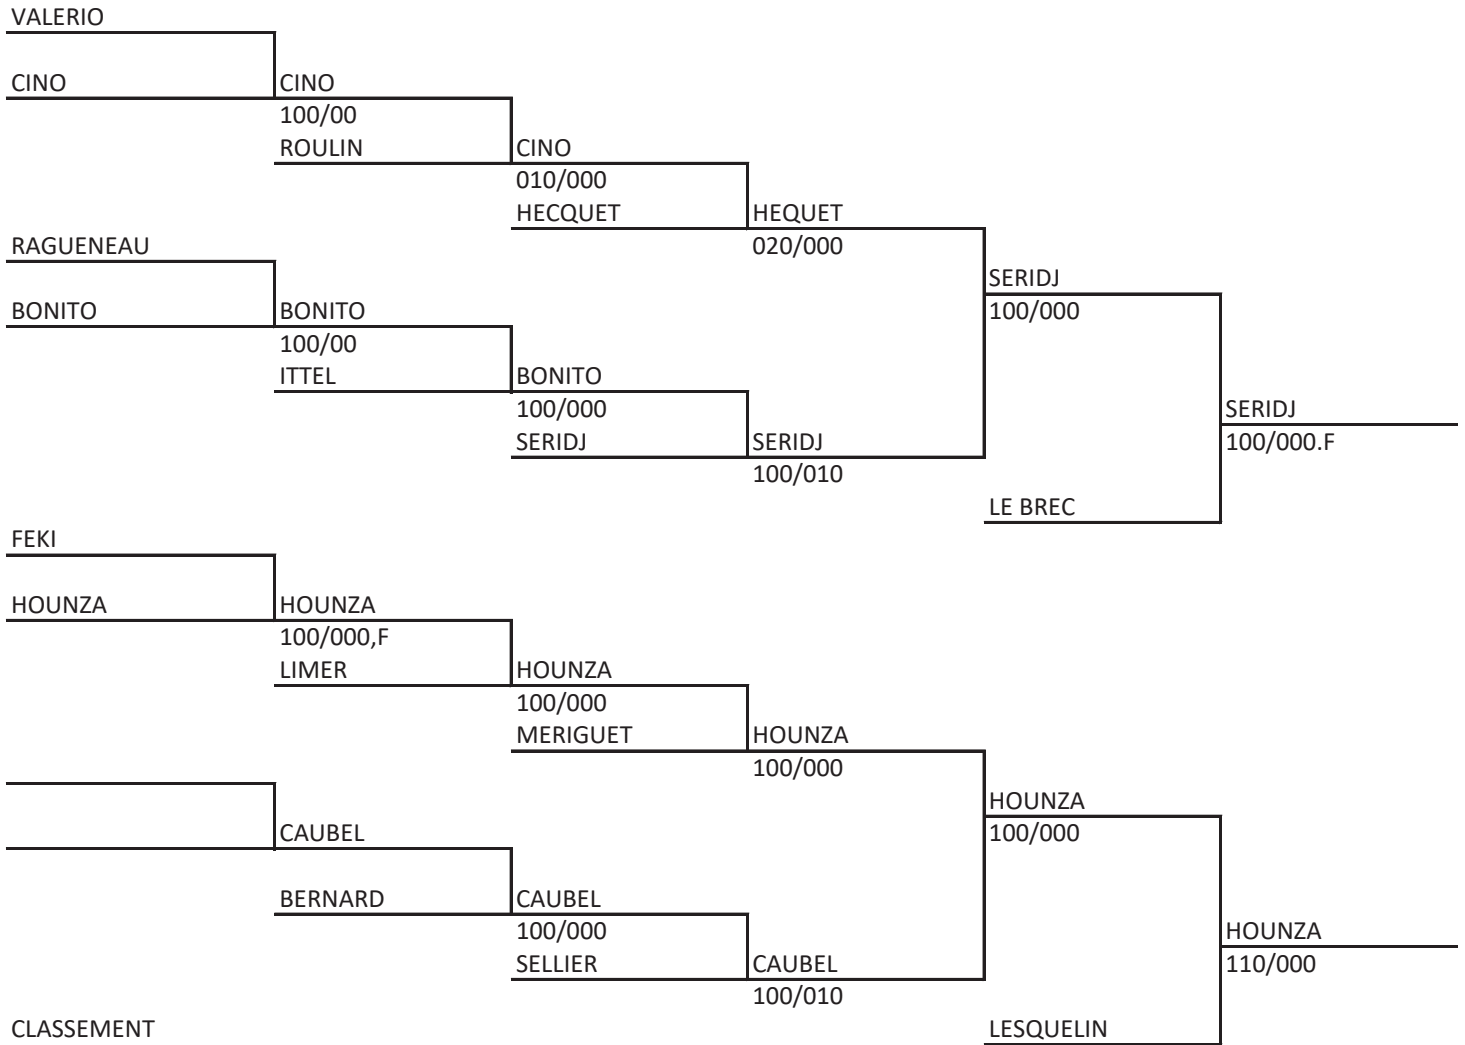 VALERIO
CINO CINO
100/00
ROULIN CINO
010/000
HECQUET HEQUET
RAGUENEAU 020/000
SERIDJ
BONITO BONITO 100/000
100/00
ITTEL BONITO
100/000 SERIDJ
SERIDJ SERIDJ 100/000.F
100/010
LE BREC
FEKI
HOUNZA HOUNZA
100/000,F
LIMER HOUNZA
100/000
MERIGUET HOUNZA
100/000
HOUNZA
CAUBEL 100/000
BERNARD CAUBEL
100/000 HOUNZA
SELLIER CAUBEL 110/000
100/010
CLASSEMENT LESQUELIN